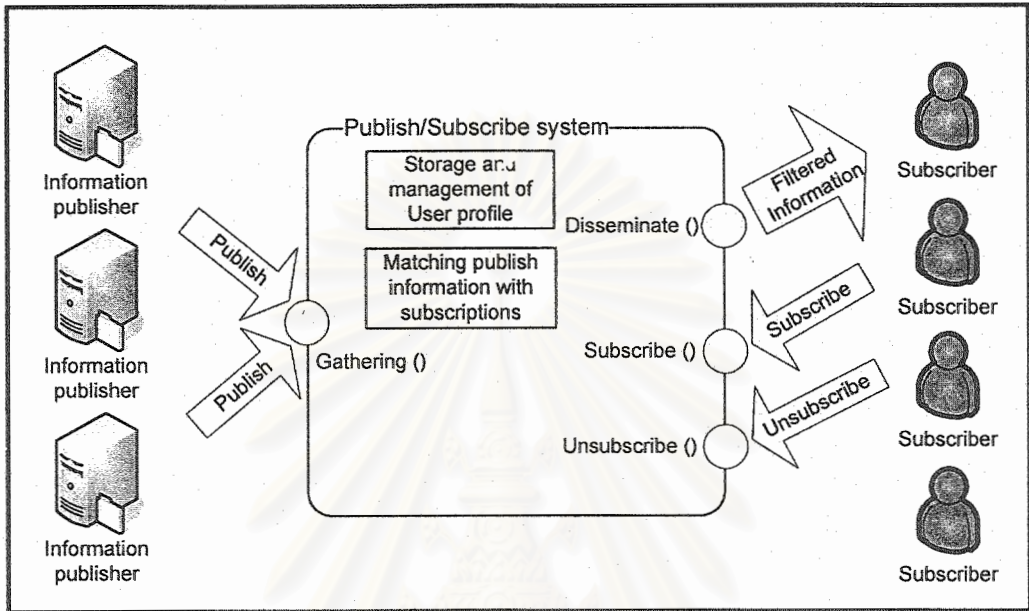 Information
publisher
Information
publisher
Information
publisher
Publish
Publish
Publish/Subscribe system
Storage and
management of
User profile
Matching publish
information with
subscriptions
Gathering ()
Disseminate ()
Subscribe ()
Unsubscribe ()
Filtered
Information
Subscribe
Unsubscribe
Subscriber
Subscriber
Subscriber
Subscriber